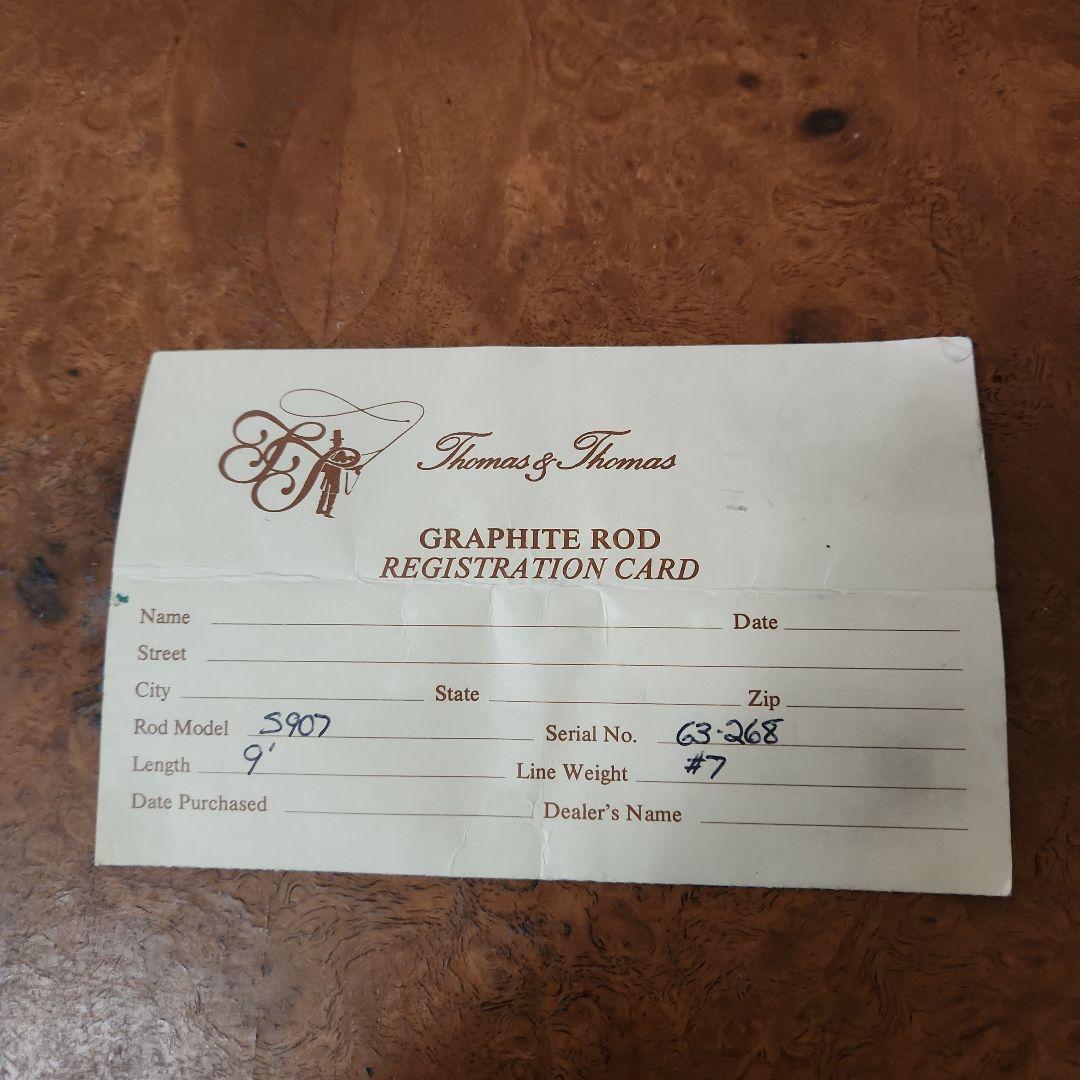 Thomas & Thomas
GRAPHITE ROD
REGISTRATION CARD
Name Date
Street
City State Zip
Rod Model S907 Serial No. 63-268
Length 9' Line Weight #7
Date Purchased Dealer's Name